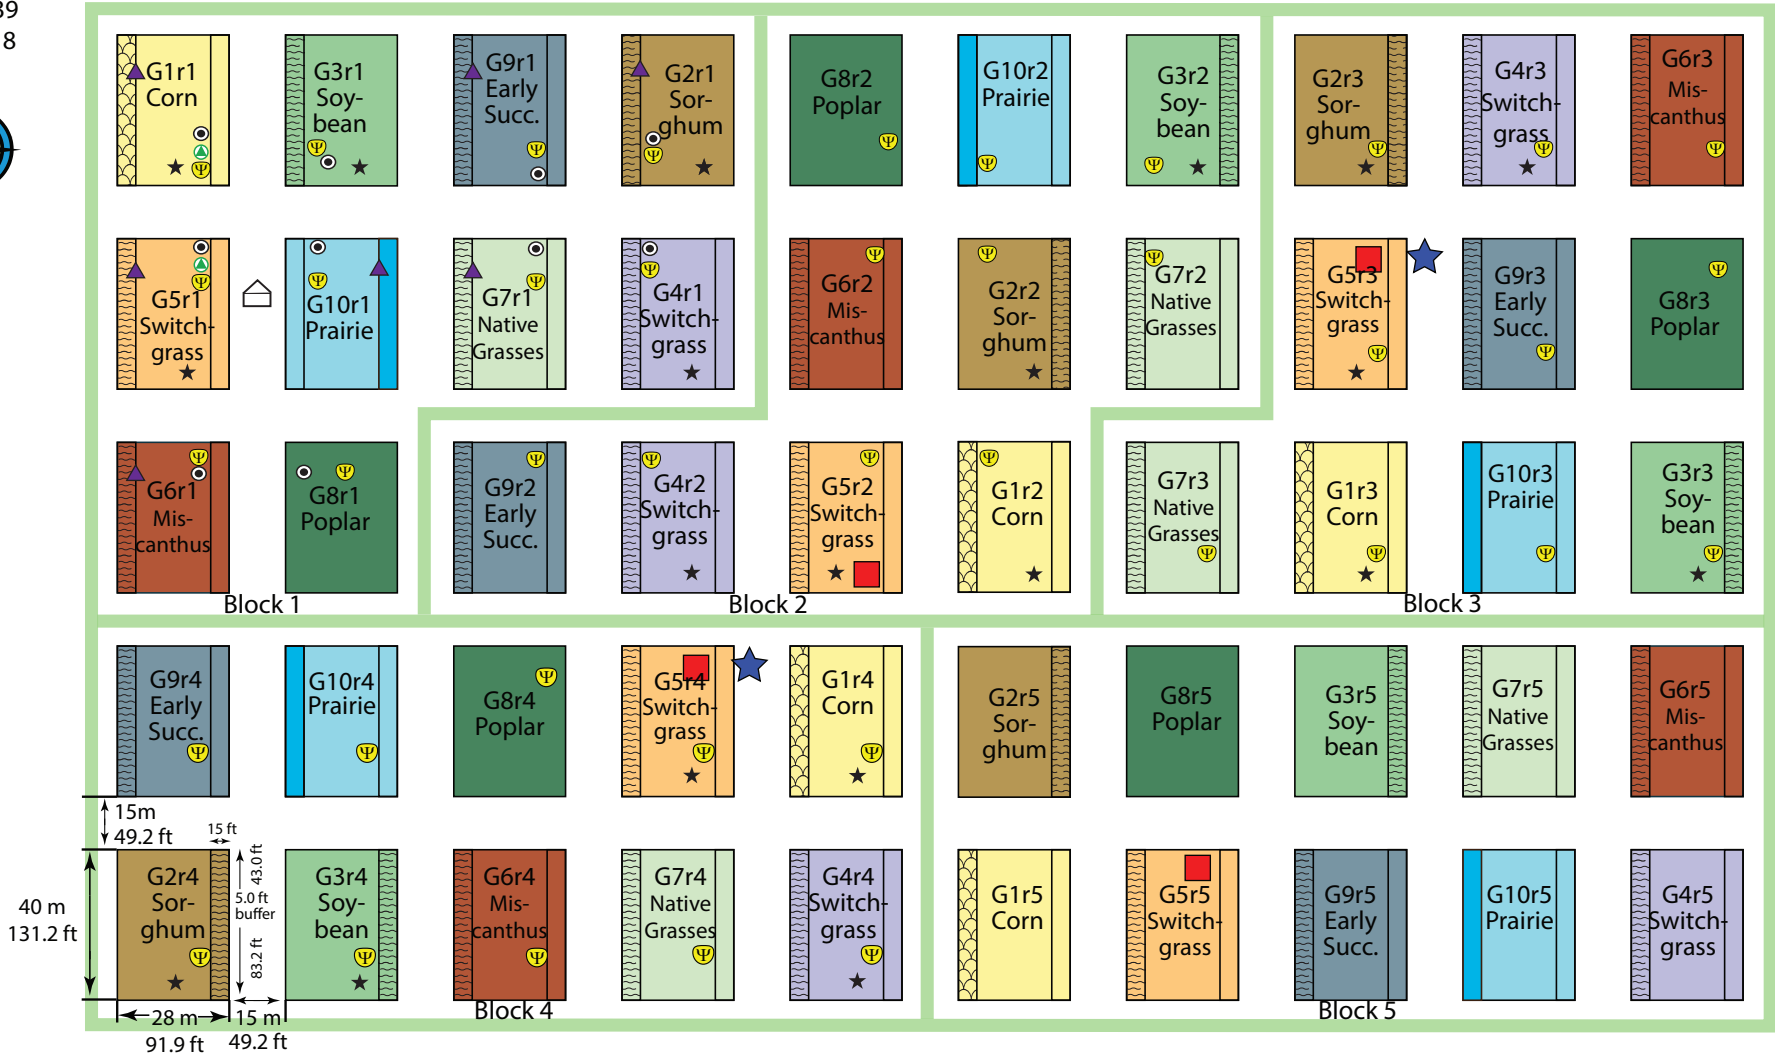 39
8
G1r1
Corn
G3r1
Soy-
bean
G9r1
Early
Succ.
G2r1
Sor-
ghum
G8r2
Poplar
G10r2
Prairie
G3r2
Soy-
bean
G2r3
Sor-
ghum
G4r3
Switch-
grass
G6r3
Mis-
canthus
G5r1
Switch-
grass
G10r1
Prairie
G7r1
Native
Grasses
G4r1
Switch-
grass
G6r2
Mis-
canthus
G2r2
Sor-
ghum
G7r2
Native
Grasses
G5r3
Switch-
grass
G9r3
Early
Succ.
G8r3
Poplar
G6r1
Mis-
canthus
G8r1
Poplar
G9r2
Early
Succ.
G4r2
Switch-
grass
G5r2
Switch-
grass
G1r2
Corn
G7r3
Native
Grasses
G1r3
Corn
G10r3
Prairie
G3r3
Soy-
bean
Block 1
Block 2
Block 3
G9r4
Early
Succ.
G10r4
Prairie
G8r4
Poplar
G5r4
Switch-
grass
G1r4
Corn
G2r5
Sor-
ghum
G8r5
Poplar
G3r5
Soy-
bean
G7r5
Native
Grasses
G6r5
Mis-
canthus
15m
49.2 ft
15 ft
40 m
131.2 ft
G2r4
Sor-
ghum
43.0 ft
5.0 ft
buffer
83.2 ft
G3r4
Soy-
bean
G6r4
Mis-
canthus
G7r4
Native
Grasses
G4r4
Switch-
grass
G1r5
Corn
G5r5
Switch-
grass
G9r5
Early
Succ.
G10r5
Prairie
G4r5
Switch-
grass
28 m
91.9 ft
15 m
49.2 ft
Block 4
Block 5